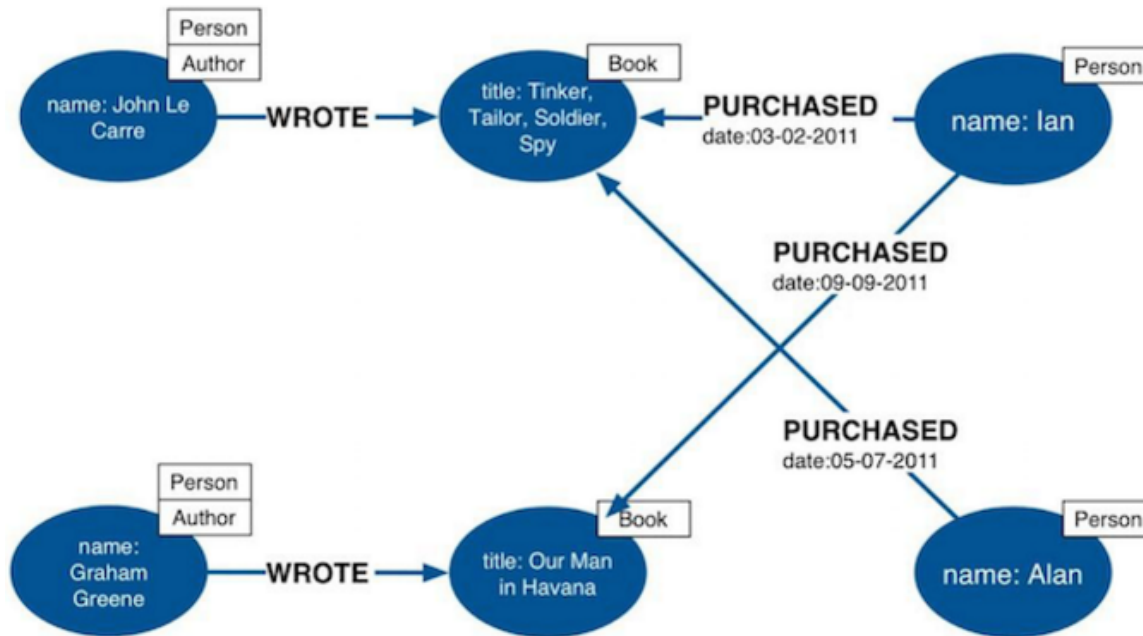 Person
Author
name: John Le
Carre
WROTE
Book
title: Tinker,
Tailor, Soldier,
Spy
PURCHASED
date:03-02-2011
Person
name: Ian
PURCHASED
date:09-09-2011
PURCHASED
date:05-07-2011
Person
Author
name:
Graham
Greene
WROTE
Book
title: Our Man
in Havana
Person
name: Alan